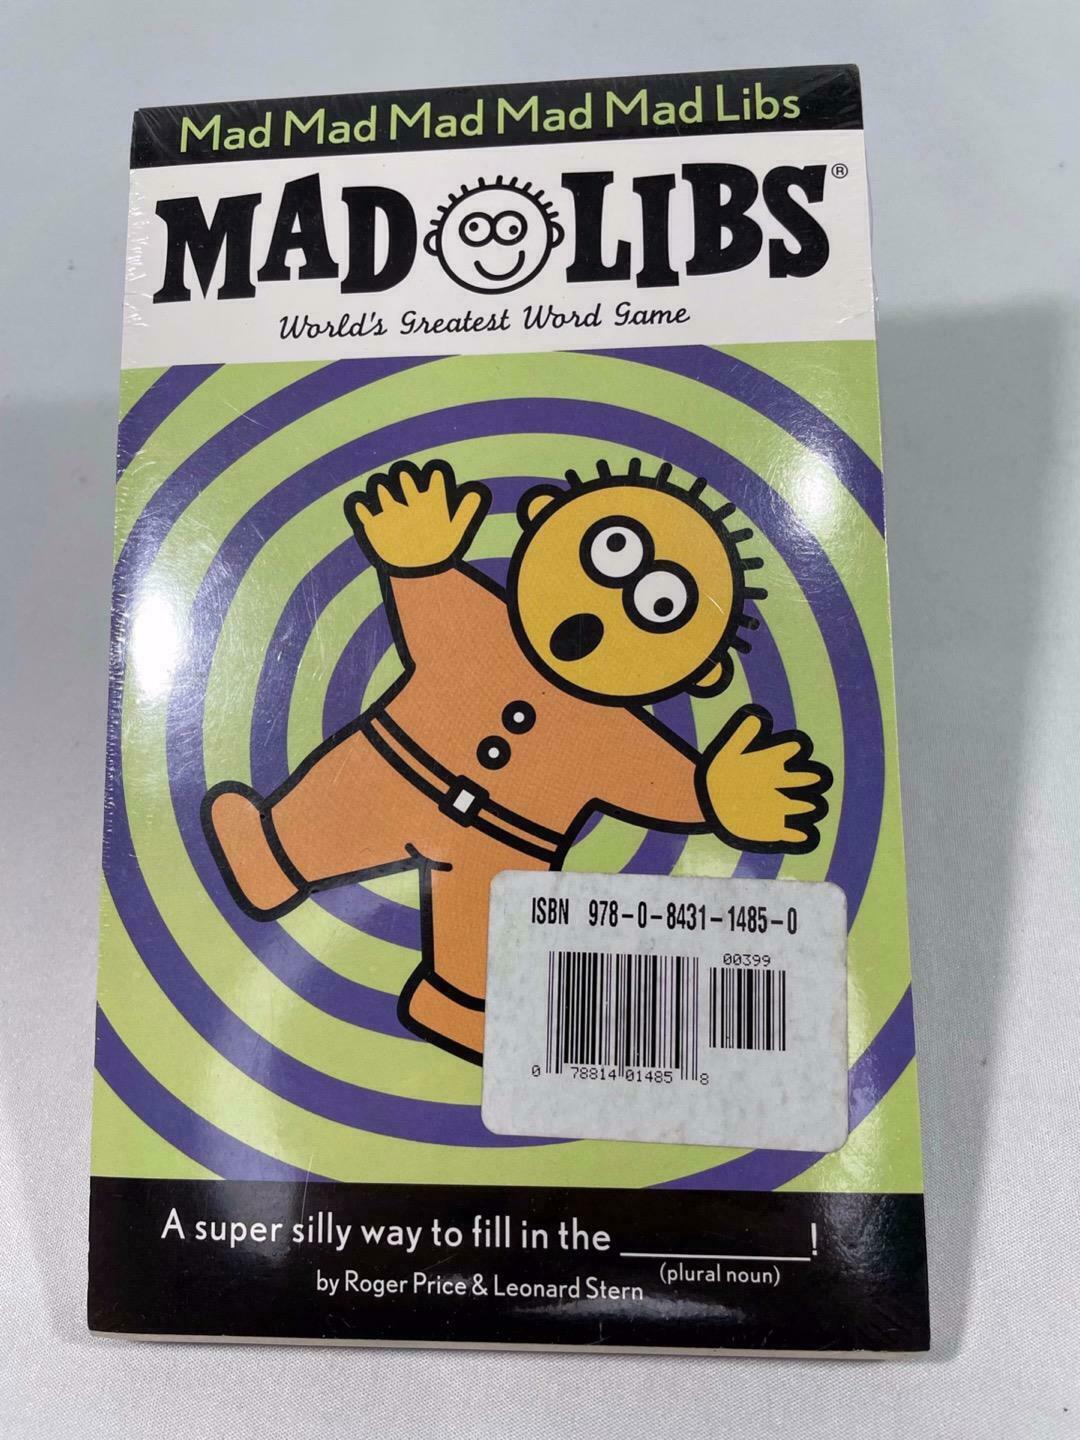 Mad Mad Mad Mad Mad Libs
MAD LIBS®
World's Greatest Word Game
ISBN 978-0-8431-1485-0
00399
0 78814 01485 8
A super silly way to fill in the __________!
(plural noun)
by Roger Price & Leonard Stern